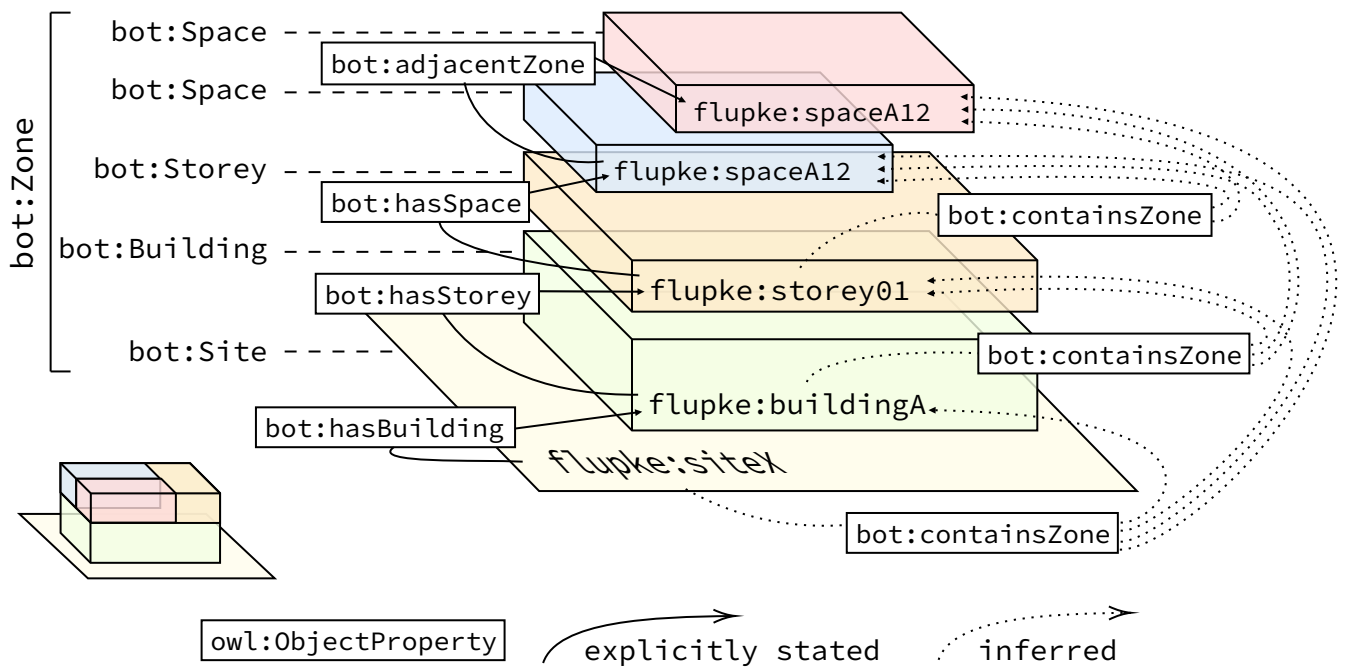 bot:Zone
bot:Space
bot:adjacentZone
bot:Space
flupke:spaceA12
bot:Storey
flupke:spaceA12
bot:hasSpace
bot:containsZone
bot:Building
bot:hasStorey
flupke:storey01
bot:Site
bot:containsZone
flupke:buildingA
bot:hasBuilding
flupke:siteX
bot:containsZone
owl:ObjectProperty
explicitly stated
inferred